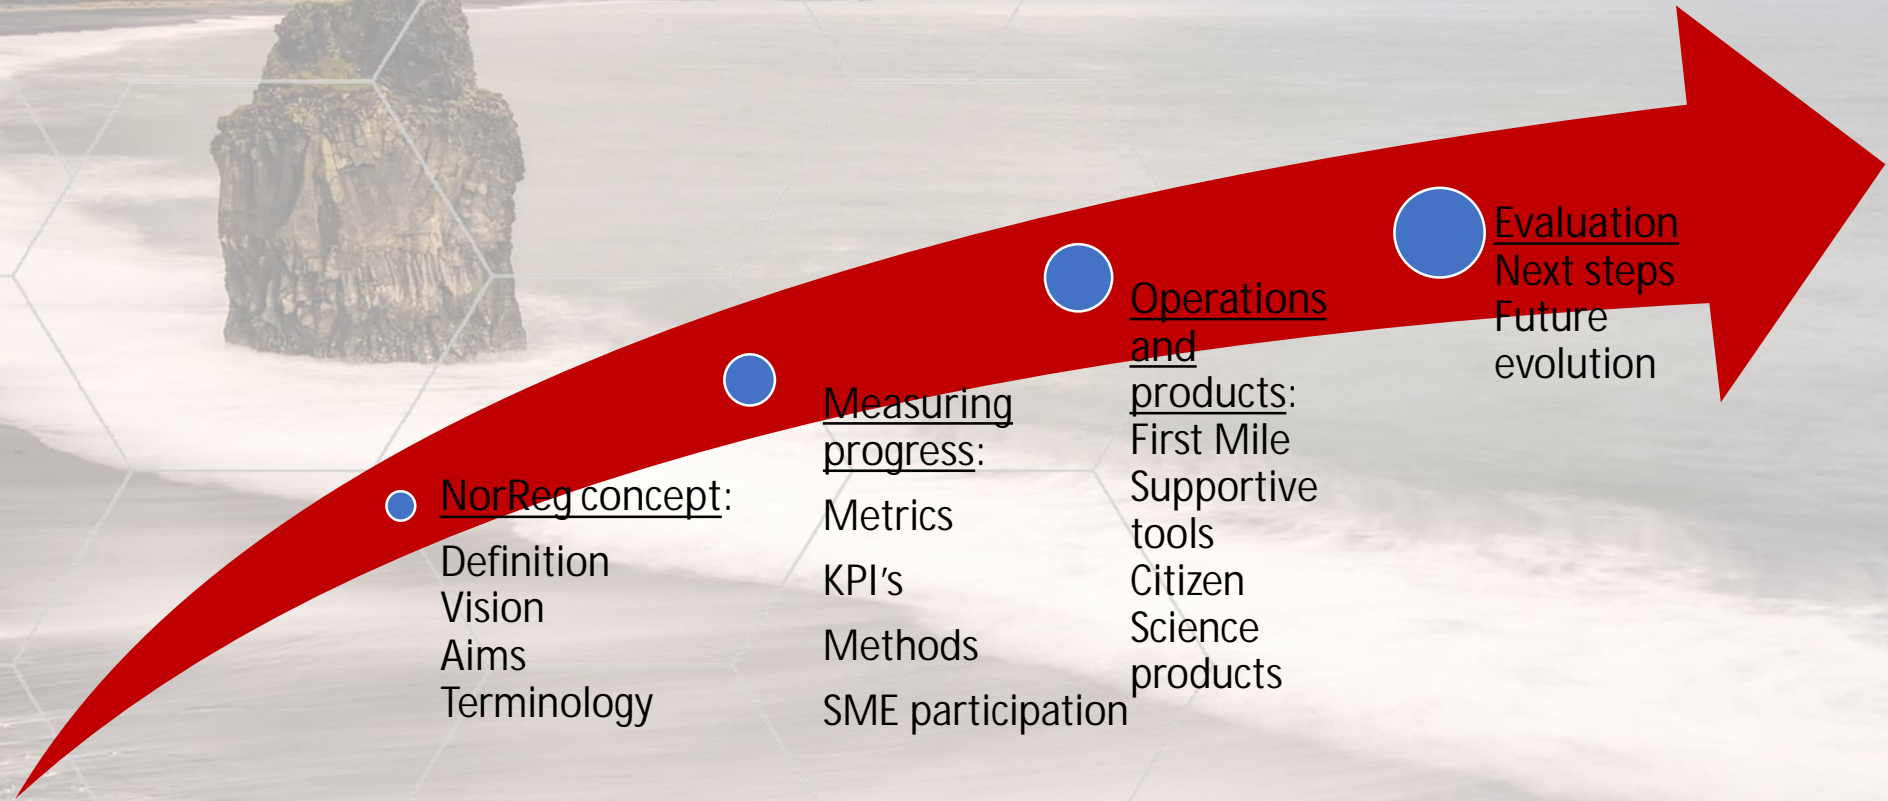 NorReg concept:
Definition
Vision
Aims
Terminology
Measuring
progress:
Metrics
KPI's
Methods
SME participation
Operations
and
products:
First Mile
Supportive
tools
Citizen
Science
products
Evaluation
Next steps
Future
evolution